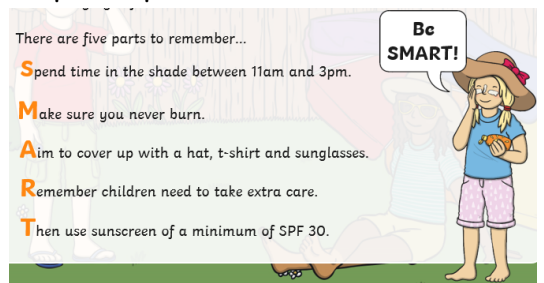 There are five parts to remember...
Be
SMART!
Spend time in the shade between 11am and 3pm.
Make sure you never burn.
Aim to cover up with a hat, t-shirt and sunglasses.
Remember children need to take extra care.
Then use sunscreen of a minimum of SPF 30.